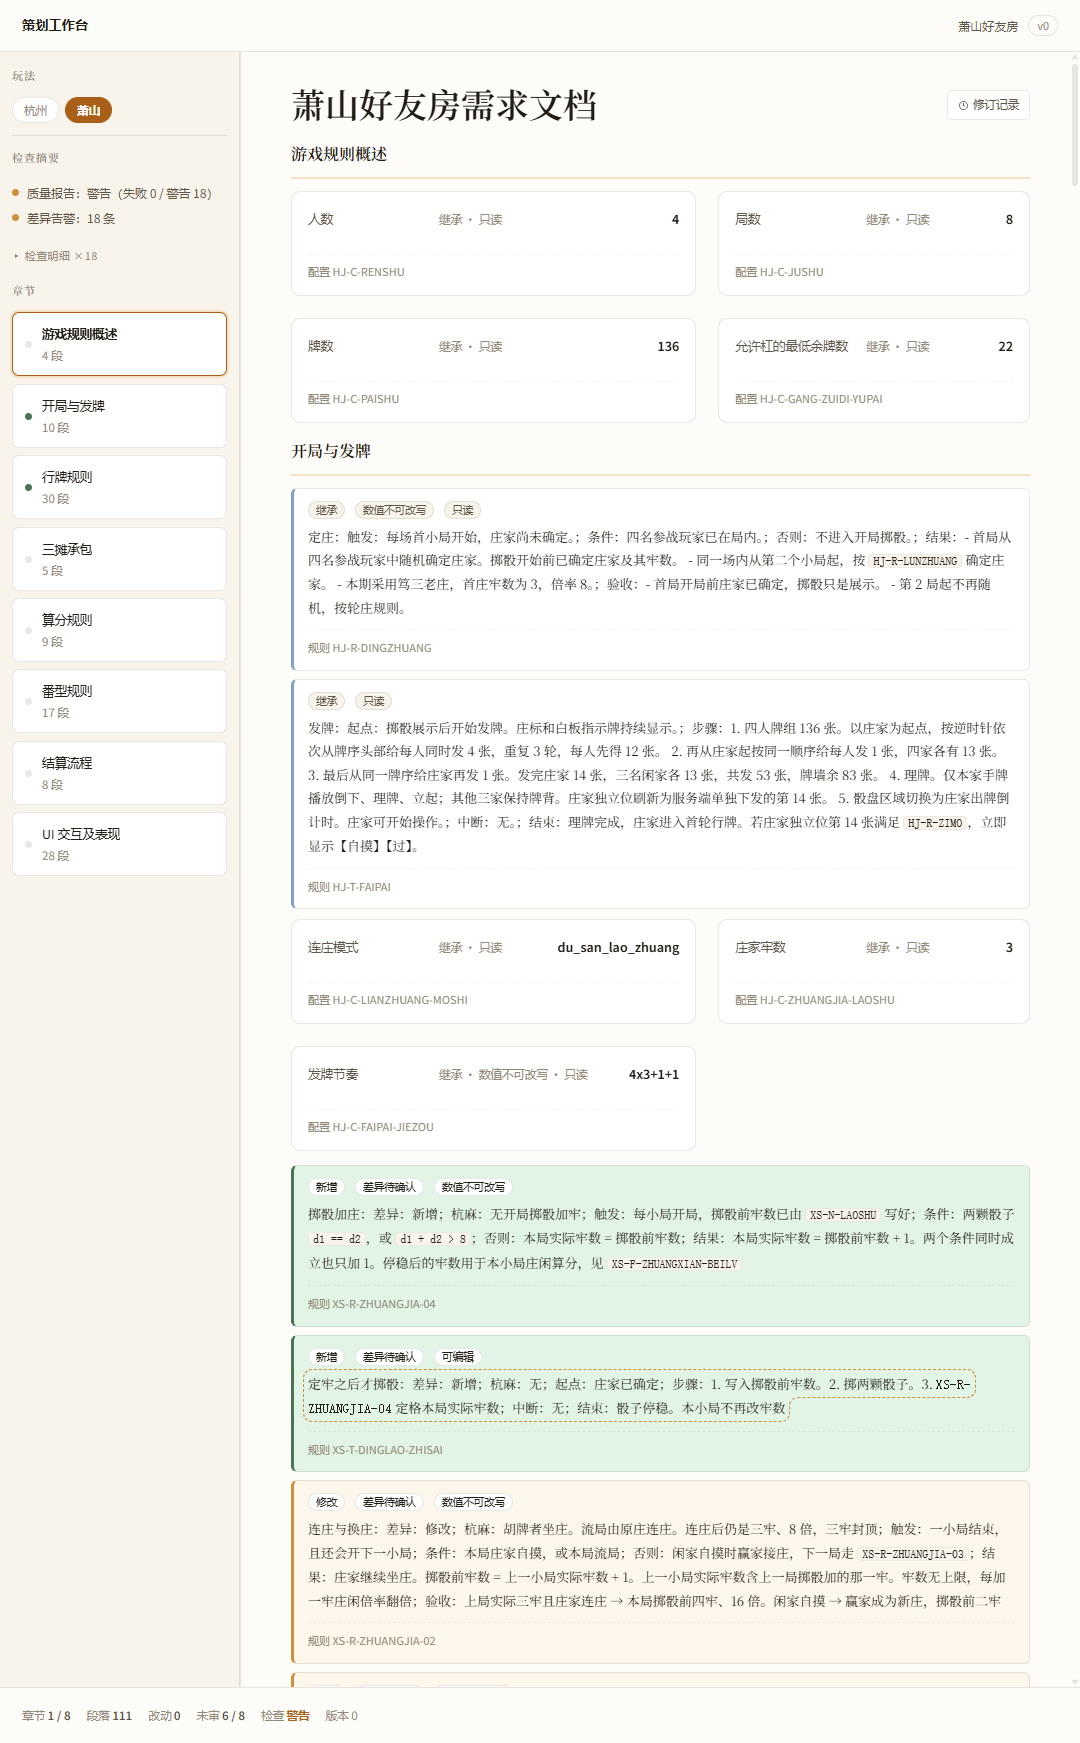 策划工作台
萧山好友房 v0
玩法
杭州 萧山
检查摘要
质量报告：警告（失败 0 / 警告 18）
差异告警：18 条
检查明细 ×18
章节
游戏规则概述
4 段
开局与发牌
10 段
行牌规则
30 段
三摊承包
5 段
算分规则
9 段
番型规则
17 段
结算流程
8 段
UI 交互及表现
28 段
萧山好友房需求文档
修订记录
游戏规则概述
人数 继承 · 只读 4
配置 HJ-C-RENSHU
局数 继承 · 只读 8
配置 HJ-C-JUSHU
牌数 继承 · 只读 136
配置 HJ-C-PAISHU
允许杠的最低余牌数 继承 · 只读 22
配置 HJ-C-GANG-ZUIDI-YUPAI
开局与发牌
继承 数值不可改写 只读
定庄：触发：每场首小局开始，庄家尚未确定。；条件：四名参战玩家已在局内。；否则：不进入开局掷骰。；结果：- 首局从
四名参战玩家中随机确定庄家。掷骰开始前已确定庄家及其牢数。 - 同一场内从第二个小局起，按 HJ-R-LUNZHUANG 确定庄
家。 - 本期采用笃三老庄，首庄牢数为 3，倍率 8。；验收：- 首局开局前庄家已确定，掷骰只是展示。 - 第 2 局起不再随
机，按轮庄规则。
规则 HJ-R-DINGZHUANG
继承 只读
发牌：起点：掷骰展示后开始发牌。庄标和白板指示牌持续显示。；步骤：1. 四人牌组 136 张。以庄家为起点，按逆时针依
次从牌序头部给每人同时发 4 张，重复 3 轮，每人先得 12 张。 2. 再从庄家起按同一顺序给每人发 1 张，四家各有 13 张。
3. 最后从同一牌序给庄家再发 1 张。发完庄家 14 张，三名闲家各 13 张，共发 53 张，牌墙余 83 张。 4. 理牌。仅本家手牌
播放倒下、理牌、立起；其他三家保持牌背。庄家独立位刷新为服务端单独下发的第 14 张。 5. 骰盘区域切换为庄家出牌倒
计时。庄家可开始操作。；中断：无。；结束：理牌完成，庄家进入首轮行牌。若庄家独立位第 14 张满足 HJ-R-ZIMO，立即
显示【自摸】【过】。
规则 HJ-T-FAIPAI
连庄模式 继承 · 只读 du_san_lao_zhuang
配置 HJ-C-LIANZHUANG-MOSHI
庄家牢数 继承 · 只读 3
配置 HJ-C-ZHUANGJIA-LAOSHU
发牌节奏 继承 · 数值不可改写 · 只读 4x3+1+1
配置 HJ-C-FAIPAI-JIEZOU
新增 差异待确认 数值不可改写
掷骰加庄：差异：新增；杭麻：无开局掷骰加牢；触发：每小局开局，掷骰前牢数已由 XS-N-LAOSHU 写好；条件：两颗骰子
d1 == d2 ，或 d1 + d2 > 8 ；否则：本局实际牢数 = 掷骰前牢数；结果：本局实际牢数 = 掷骰前牢数 + 1。两个条件同时成
立也只加 1。停稳后的牢数用于本小局庄闲算分，见 XS-F-ZHUANGXIAN-BEILV
规则 XS-R-ZHUANGJIA-04
新增 差异待确认 可编辑
定牢之后才掷骰：差异：新增；杭麻：无；起点：庄家已确定；步骤：1. 写入掷骰前牢数。2. 掷两颗骰子。3. XS-R-
ZHUANGJIA-04 定格本局实际牢数；中断：无；结束：骰子停稳。本小局不再改牢数
规则 XS-T-DINGLAO-ZHISAI
修改 差异待确认 数值不可改写
连庄与换庄：差异：修改；杭麻：胡牌者坐庄。流局由原庄连庄。连庄后仍是三牢、8 倍，三牢封顶；触发：一小局结束，
且还会开下一小局；条件：本局庄家自摸，或本局流局；否则：闲家自摸时赢家接庄，下一局走 XS-R-ZHUANGJIA-03 ；结
果：庄家继续坐庄。掷骰前牢数 = 上一小局实际牢数 + 1。上一小局实际牢数含上一局掷骰加的那一牢。牢数无上限，每加
一牢庄闲倍率翻倍；验收：上局实际三牢且庄家连庄 → 本局掷骰前四牢、16 倍。闲家自摸 → 赢家成为新庄，掷骰前二牢
规则 XS-R-ZHUANGJIA-02
章节 1 / 8 段落 111 改动 0 未审 6 / 8 检查 警告 版本 0